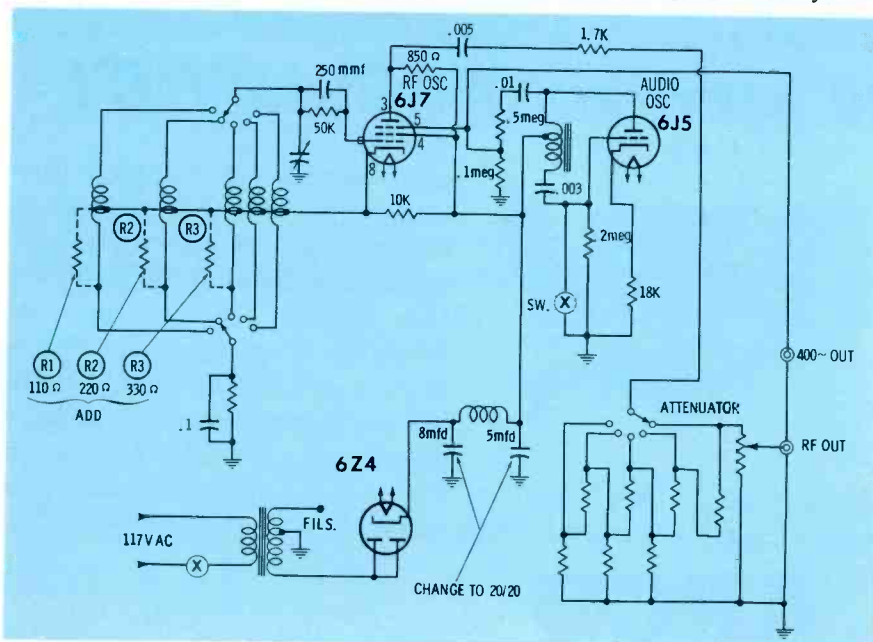 .005
1.7K
850 Ω
250 mmf
RF OSC
6J7
.01
AUDIO
OSC
6J5
3
5
4
8
50K
.5meg
.1meg
.003
10K
.2meg
SW.
X
18K
R2
R3
R1
R2
R3
110 Ω
220 Ω
330 Ω
ADD
.1
400~ OUT
ATTENUATOR
RF OUT
8mfd
5mfd
6Z4
FILS.
117V AC
X
CHANGE TO 20/20